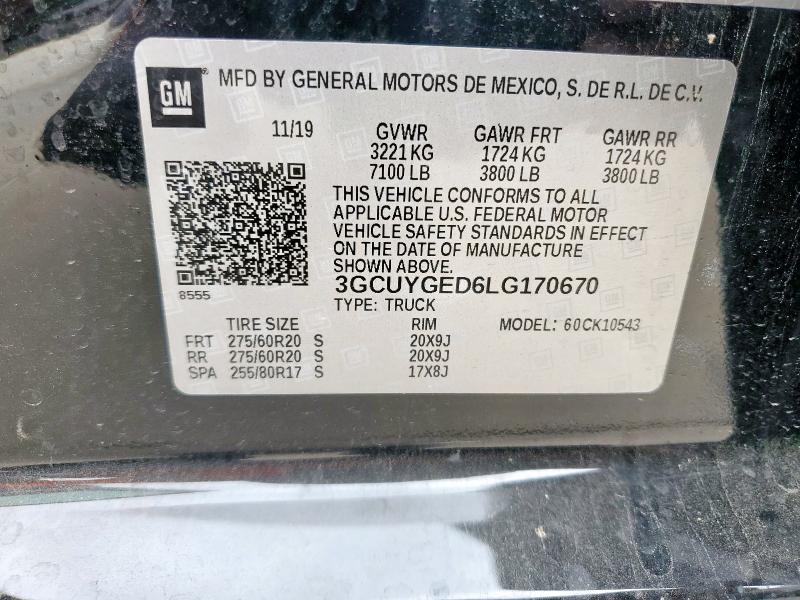 GM ® MFD BY GENERAL MOTORS DE MEXICO, S. DE R.L. DE C.V.
11/19 GVWR GAWR FRT GAWR RR
3221 KG 1724 KG 1724 KG
7100 LB 3800 LB 3800 LB
THIS VEHICLE CONFORMS TO ALL
APPLICABLE U.S. FEDERAL MOTOR
VEHICLE SAFETY STANDARDS IN EFFECT
ON THE DATE OF MANUFACTURE
SHOWN ABOVE.
8555
3GCUYGED6LG170670
TYPE: TRUCK
TIRE SIZE RIM MODEL: 60CK10543
FRT 275/60R20 S 20X9J
RR 275/60R20 S 20X9J
SPA 255/80R17 S 17X8J